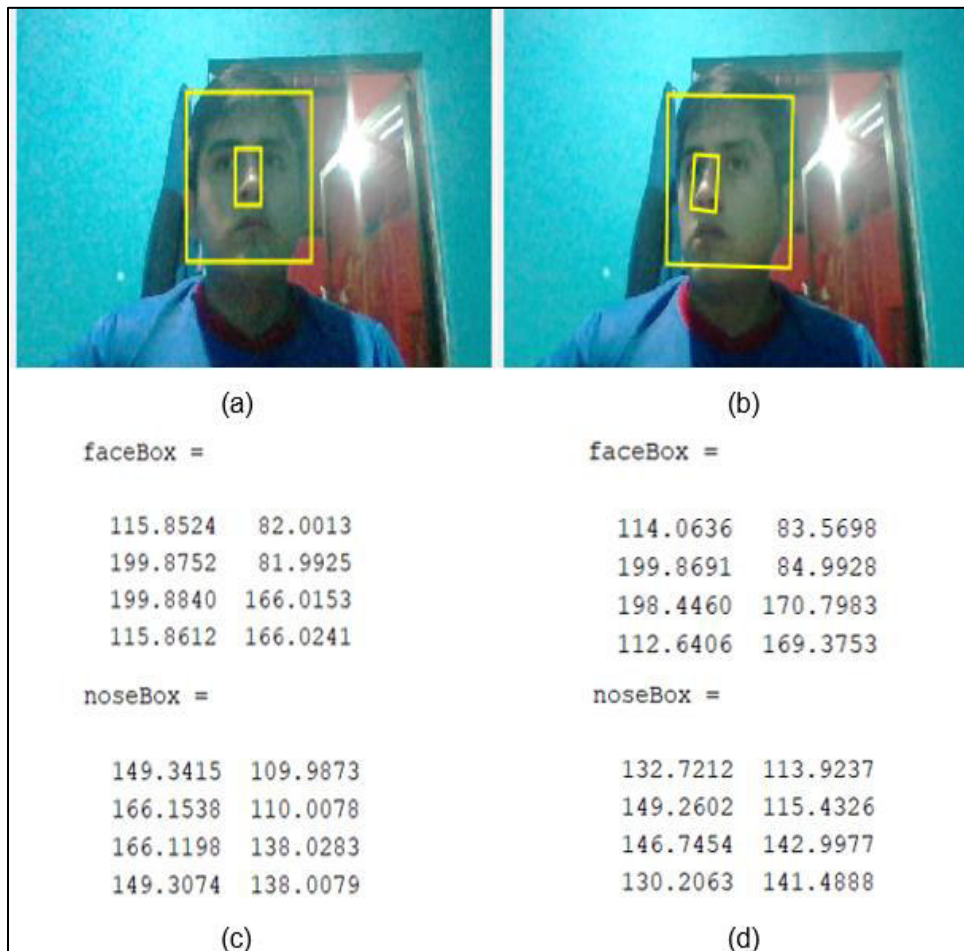 (a) (b)
faceBox = faceBox =
115.8524 82.0013 114.0636 83.5698
199.8752 81.9925 199.8691 84.9928
199.8840 166.0153 198.4460 170.7983
115.8612 166.0241 112.6406 169.3753
noseBox = noseBox =
149.3415 109.9873 132.7212 113.9237
166.1538 110.0078 149.2602 115.4326
166.1198 138.0283 146.7454 142.9977
149.3074 138.0079 130.2063 141.4888
(c) (d)